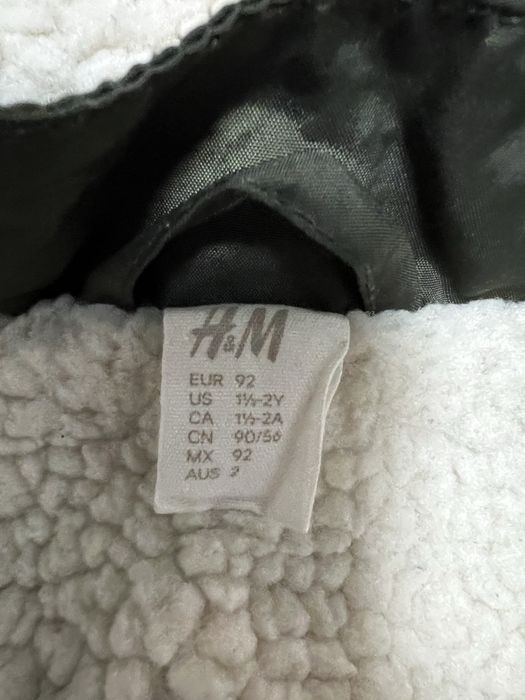 H&M
EUR 92
US 1½-2Y
CA 1½-2A
CN 90/56
MX 92
AUS 2